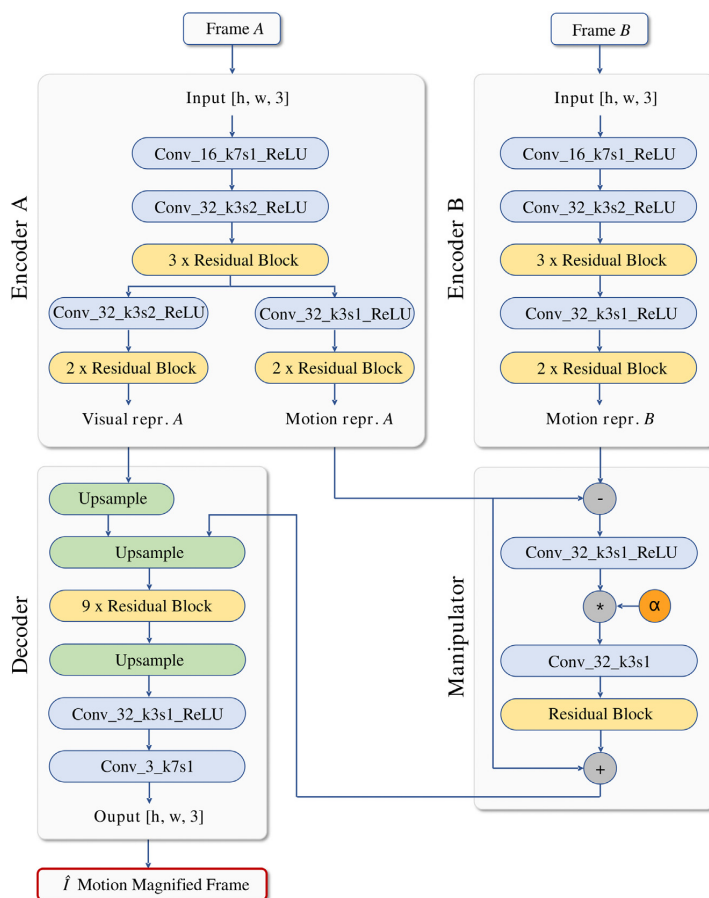 Frame A
Frame B
Encoder A
Input [h, w, 3]
Conv_16_k7s1_ReLU
Conv_32_k3s2_ReLU
3 x Residual Block
Conv_32_k3s2_ReLU
Conv_32_k3s1_ReLU
2 x Residual Block
2 x Residual Block
Visual repr. A
Motion repr. A
Encoder B
Input [h, w, 3]
Conv_16_k7s1_ReLU
Conv_32_k3s2_ReLU
3 x Residual Block
Conv_32_k3s1_ReLU
2 x Residual Block
Motion repr. B
Decoder
Upsample
Upsample
9 x Residual Block
Upsample
Conv_32_k3s1_ReLU
Conv_3_k7s1
Ouput [h, w, 3]
Manipulator
-
Conv_32_k3s1_ReLU
* α
Conv_32_k3s1
Residual Block
+
Î Motion Magnified Frame